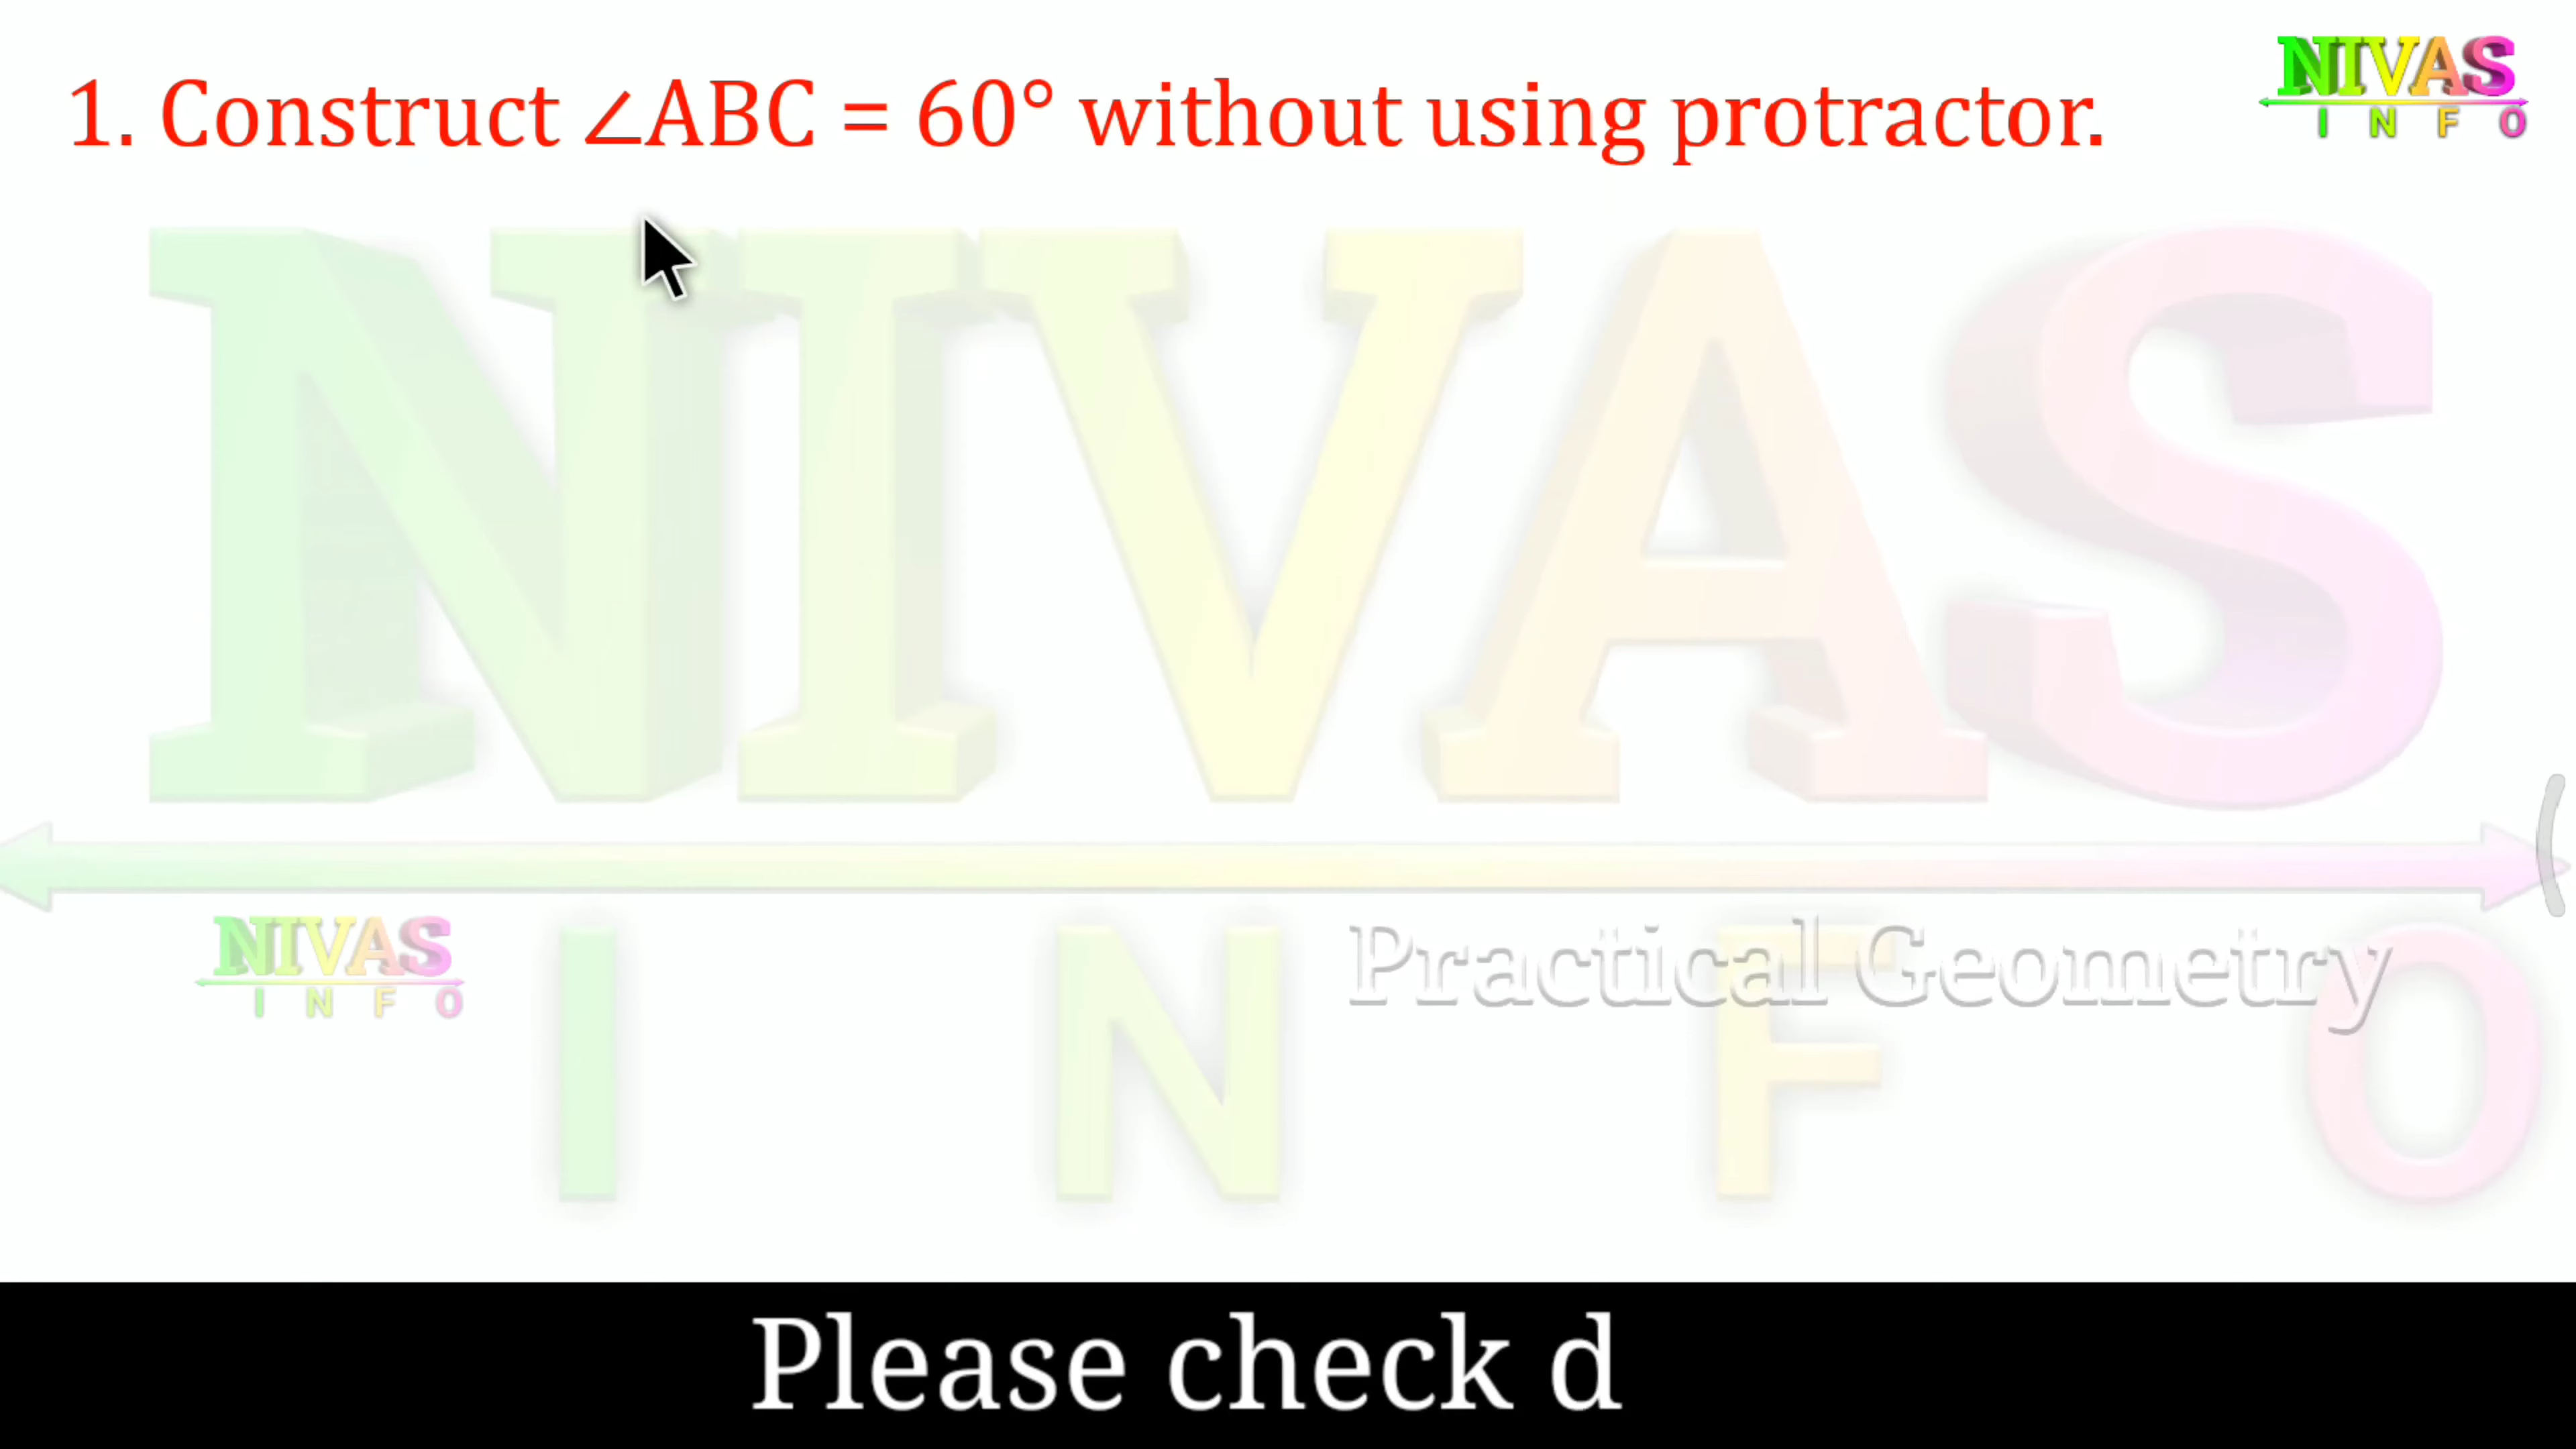 1. Construct ∠ABC = 60° without using protractor.
NIVAS
INFO
NIVAS
NIVAS
INFO
Practical Geometry
INFO
Please check d